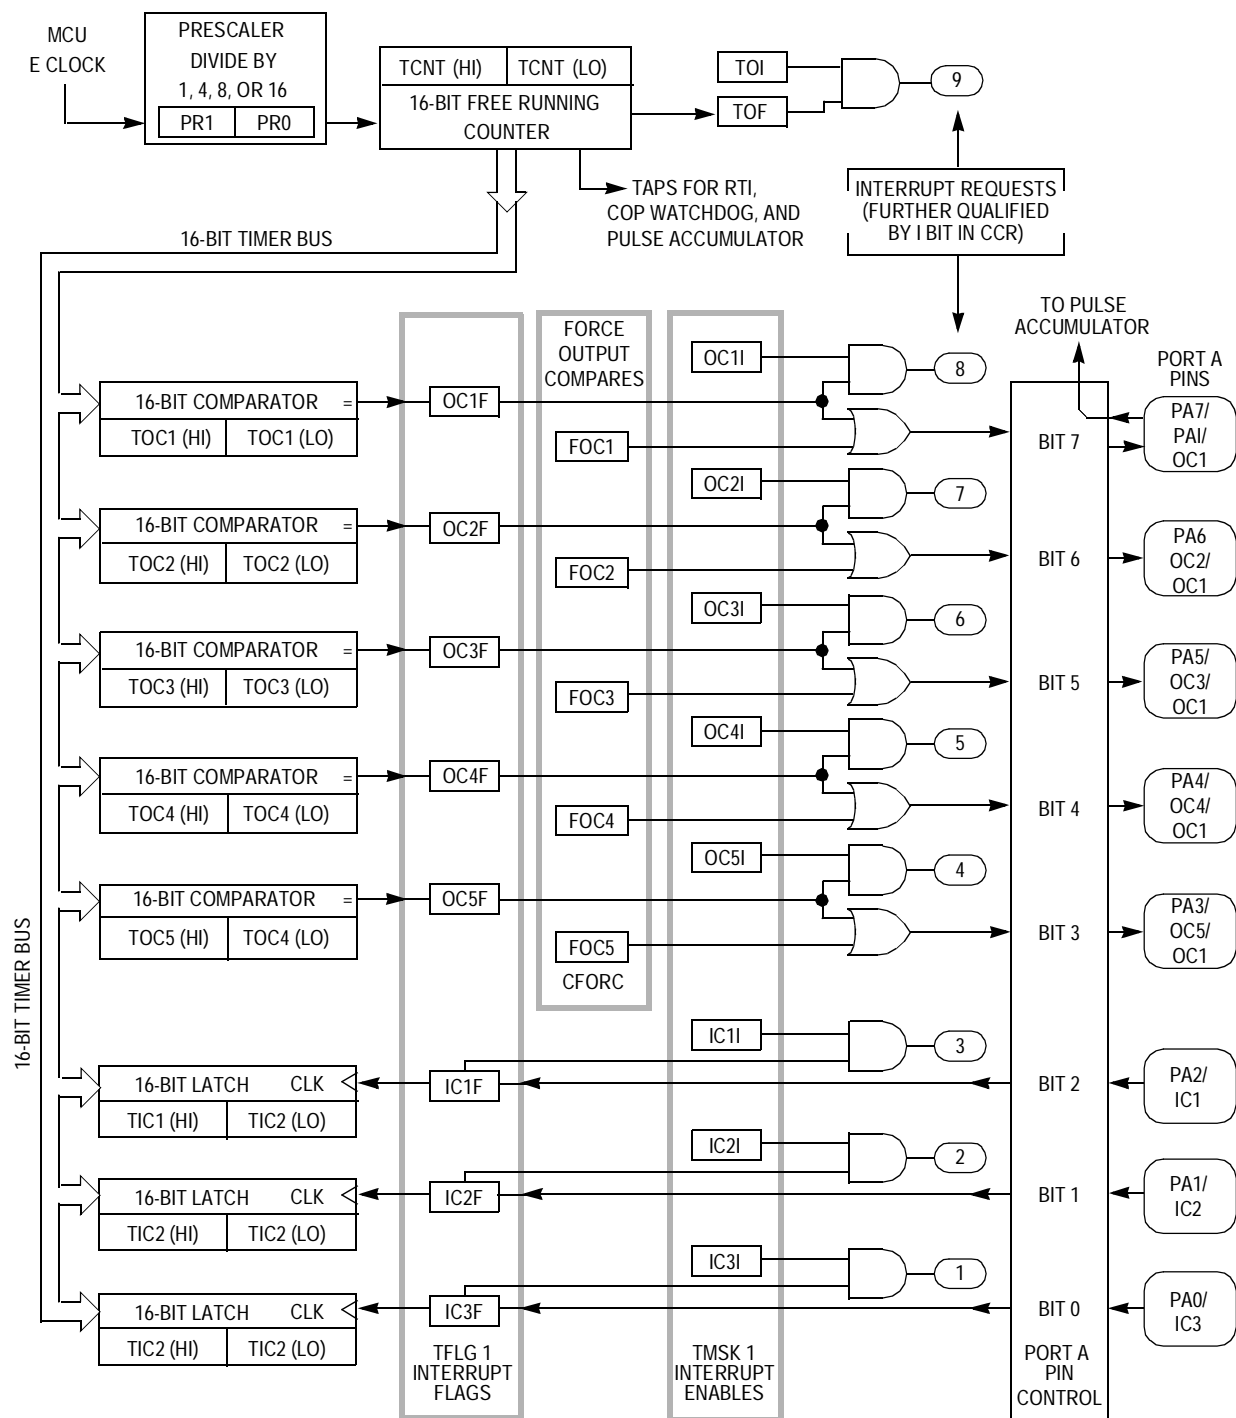 MCU
E CLOCK
PRESCALER
DIVIDE BY
1, 4, 8, OR 16
PR1 PR0
TCNT (HI) TCNT (LO)
16-BIT FREE RUNNING
COUNTER
TOI
TOF
9
TAPS FOR RTI,
COP WATCHDOG, AND
PULSE ACCUMULATOR
INTERRUPT REQUESTS
(FURTHER QUALIFIED
BY I BIT IN CCR)
16-BIT TIMER BUS
16-BIT TIMER BUS
FORCE
OUTPUT
COMPARES
TO PULSE
ACCUMULATOR
PORT A
PINS
OC1I
8
16-BIT COMPARATOR =
TOC1 (HI) TOC1 (LO)
OC1F
FOC1
BIT 7
PA7/
PAI/
OC1
OC2I
7
16-BIT COMPARATOR =
TOC2 (HI) TOC2 (LO)
OC2F
FOC2
BIT 6
PA6
OC2/
OC1
OC3I
6
16-BIT COMPARATOR =
TOC3 (HI) TOC3 (LO)
OC3F
FOC3
BIT 5
PA5/
OC3/
OC1
OC4I
5
16-BIT COMPARATOR =
TOC4 (HI) TOC4 (LO)
OC4F
FOC4
BIT 4
PA4/
OC4/
OC1
OC5I
4
16-BIT COMPARATOR =
TOC5 (HI) TOC4 (LO)
OC5F
FOC5
CFORC
BIT 3
PA3/
OC5/
OC1
IC1I
3
16-BIT LATCH CLK
TIC1 (HI) TIC2 (LO)
IC1F
BIT 2
PA2/
IC1
IC2I
2
16-BIT LATCH CLK
TIC2 (HI) TIC2 (LO)
IC2F
BIT 1
PA1/
IC2
IC3I
1
16-BIT LATCH CLK
TIC2 (HI) TIC2 (LO)
IC3F
BIT 0
PA0/
IC3
TFLG 1
INTERRUPT
FLAGS
TMSK 1
INTERRUPT
ENABLES
PORT A
PIN
CONTROL